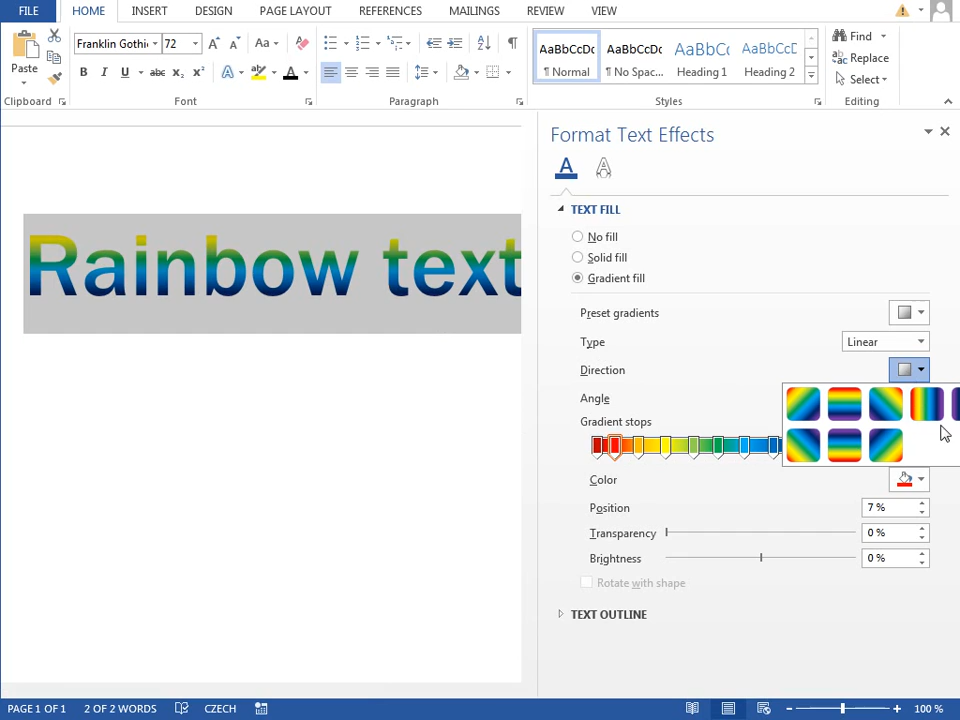 FILE HOME INSERT DESIGN PAGE LAYOUT REFERENCES MAILINGS REVIEW VIEW
Paste
Franklin Gothi 72 Aa
B I U abc x₂ x² A A
AaBbCcDc AaBbCcDc AaBbCc AaBbCcD
¶ Normal ¶ No Spac... Heading 1 Heading 2
Find
Replace
Select
Clipboard Font Paragraph Styles Editing
Rainbow text
Format Text Effects
TEXT FILL
No fill
Solid fill
Gradient fill
Preset gradients
Type Linear
Direction
Angle
Gradient stops
Color
Position 7 %
Transparency 0 %
Brightness 0 %
Rotate with shape
TEXT OUTLINE
PAGE 1 OF 1 2 OF 2 WORDS CZECH 100 %